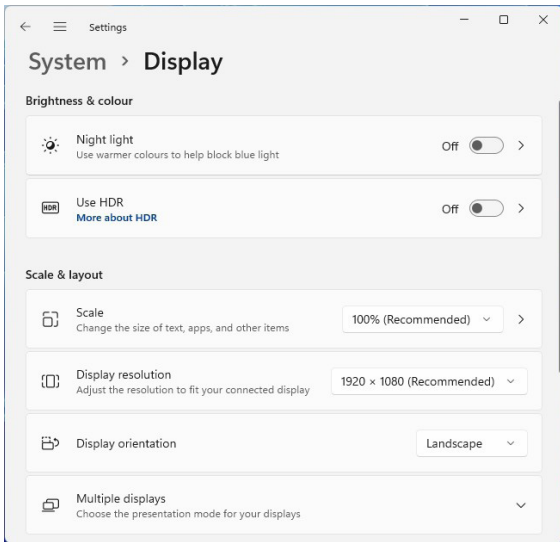 Settings
System > Display
Brightness & colour
Night light
Use warmer colours to help block blue light
Off
HDR
Use HDR
More about HDR
Off
Scale & layout
Scale
Change the size of text, apps, and other items
100% (Recommended)
Display resolution
Adjust the resolution to fit your connected display
1920 × 1080 (Recommended)
Display orientation
Landscape
Multiple displays
Choose the presentation mode for your displays